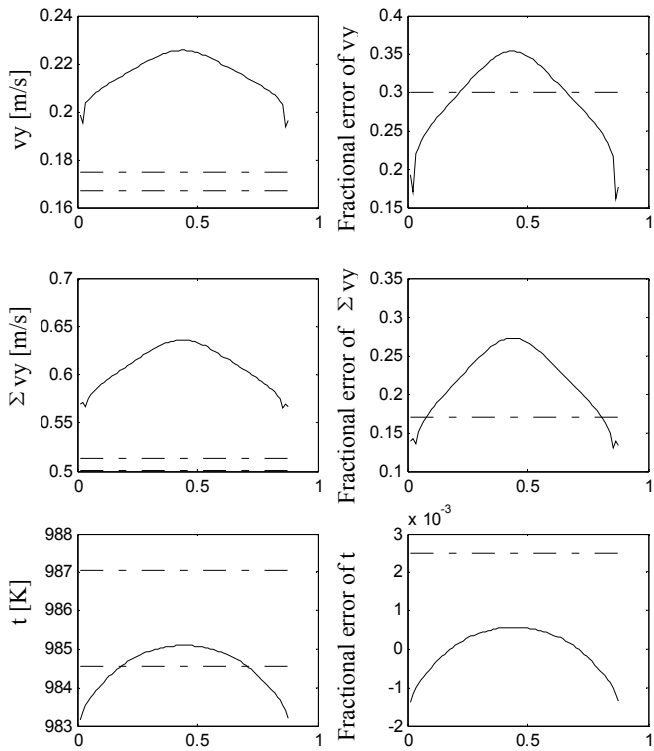 0.24
0.22
0.2
0.18
0.16
vy [m/s]
0 0.5 1
0.4
0.35
0.3
0.25
0.2
0.15
Fractional error of vy
0 0.5 1
0.7
0.65
0.6
0.55
0.5
Σ vy [m/s]
0 0.5 1
0.35
0.3
0.25
0.2
0.15
0.1
Fractional error of Σ vy
0 0.5 1
988
987
986
985
984
983
t [K]
0 0.5 1
x 10⁻³
3
2
1
0
-1
-2
Fractional error of t
0 0.5 1